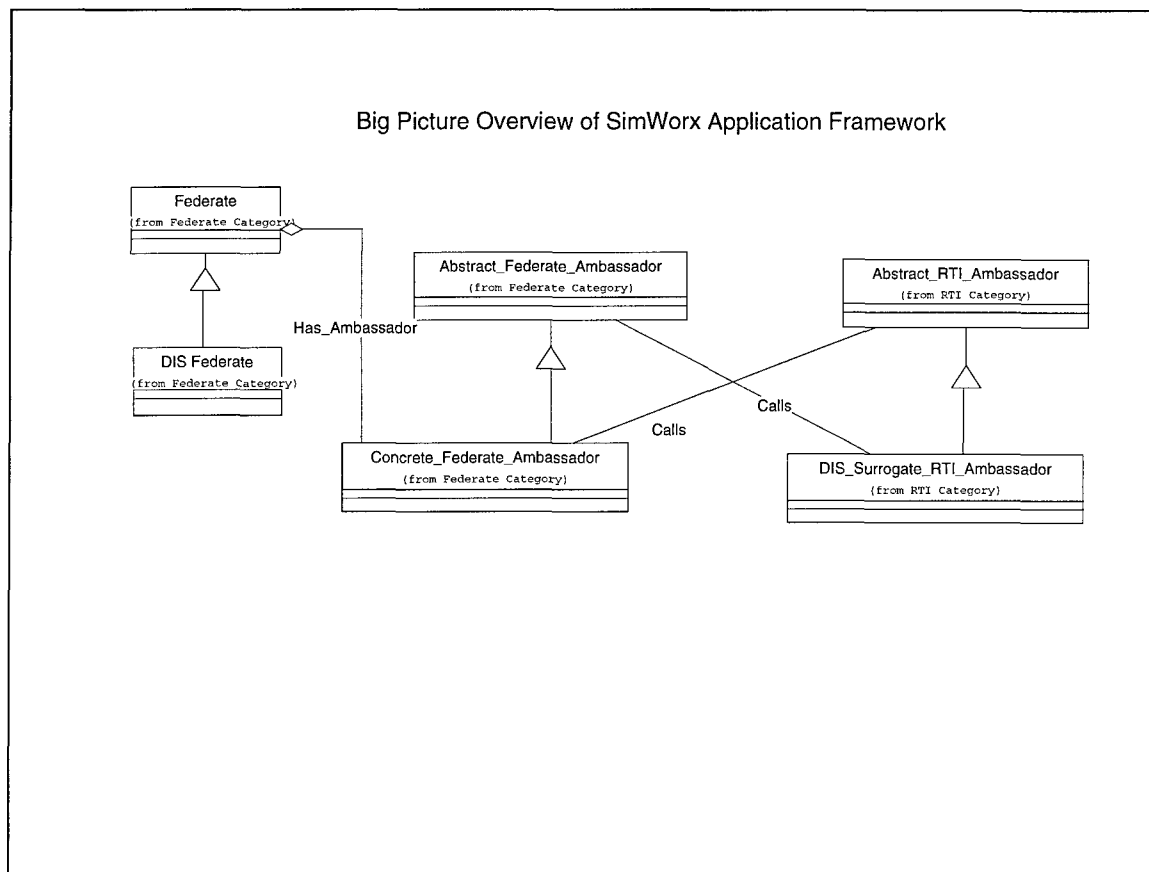 Big Picture Overview of SimWorx Application Framework
Federate
(from Federate Category)
Abstract_Federate_Ambassador
(from Federate Category)
Abstract_RTI_Ambassador
(from RTI Category)
Has_Ambassador
DIS Federate
(from Federate Category)
Calls
Calls
Concrete_Federate_Ambassador
(from Federate Category)
DIS_Surrogate_RTI_Ambassador
(from RTI Category)